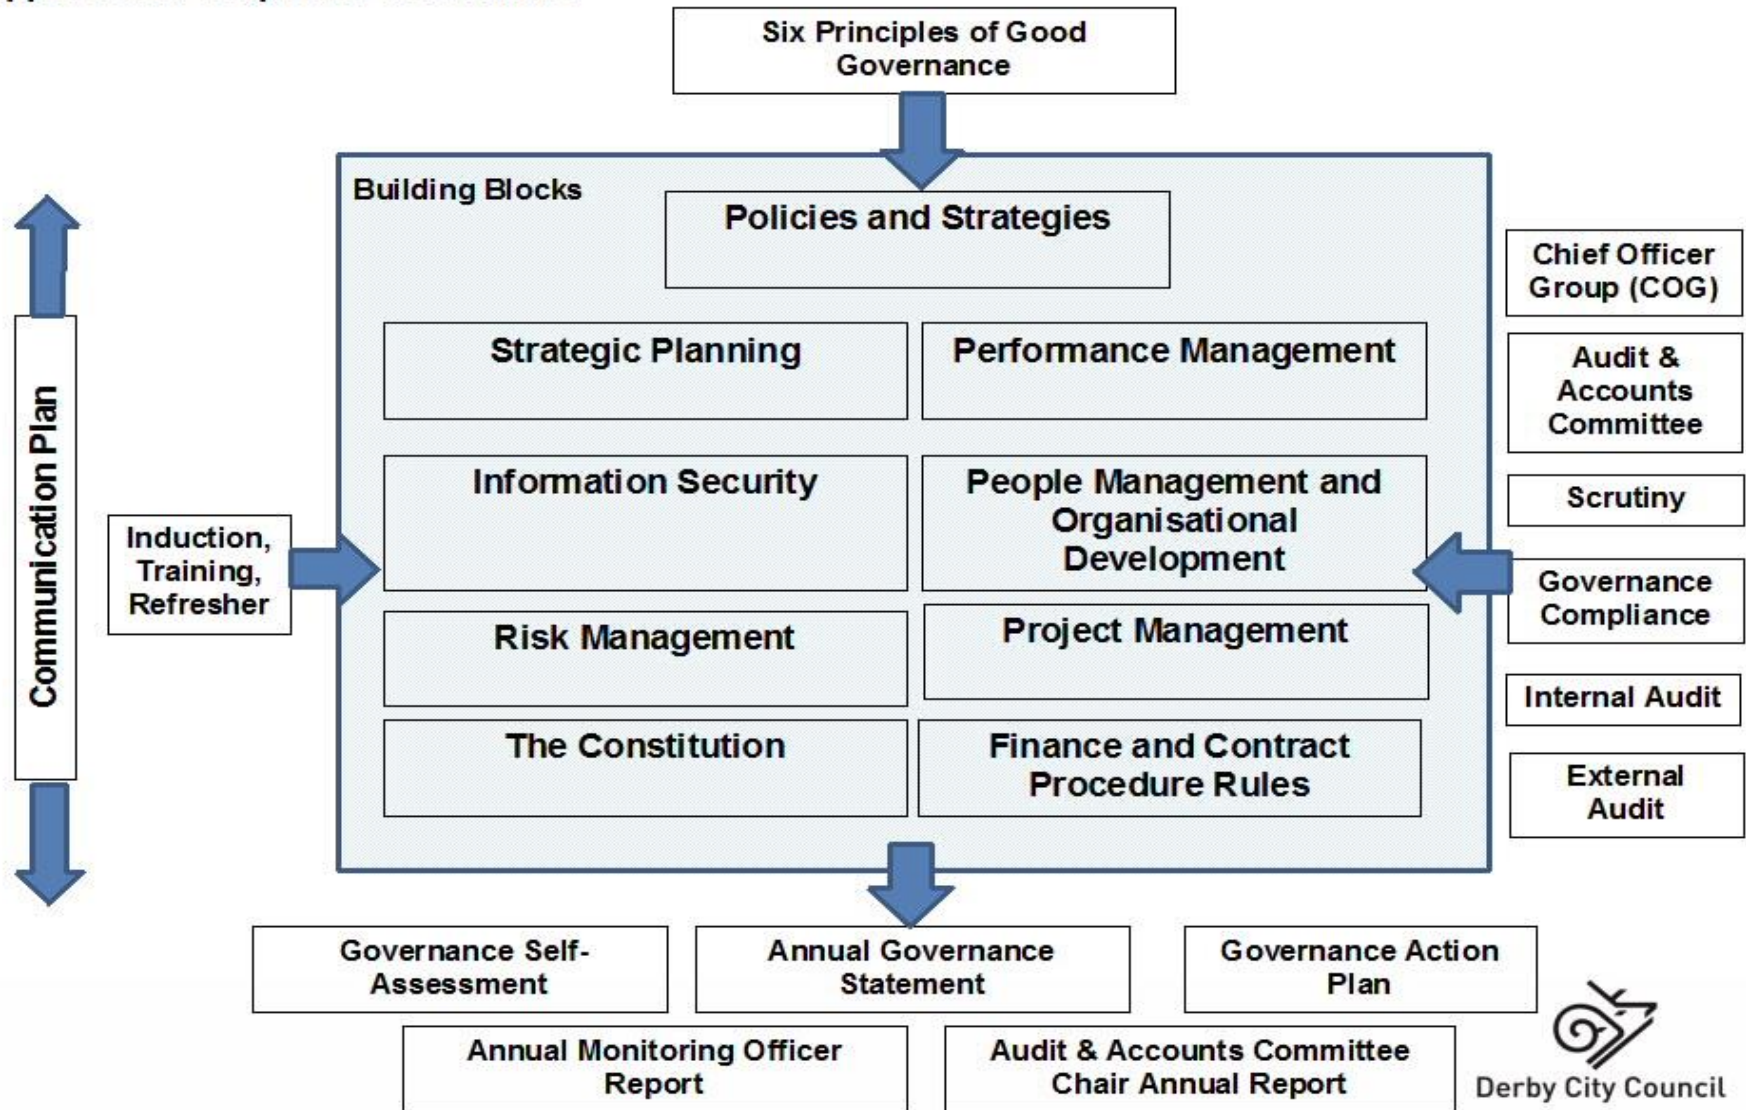 Six Principles of Good
Governance
Building Blocks
Policies and Strategies
Strategic Planning
Performance Management
Information Security
People Management and
Organisational
Development
Risk Management
Project Management
The Constitution
Finance and Contract
Procedure Rules
Communication Plan
Induction,
Training,
Refresher
Chief Officer
Group (COG)
Audit &
Accounts
Committee
Scrutiny
Governance
Compliance
Internal Audit
External
Audit
Governance Self-
Assessment
Annual Governance
Statement
Governance Action
Plan
Annual Monitoring Officer
Report
Audit & Accounts Committee
Chair Annual Report
Derby City Council